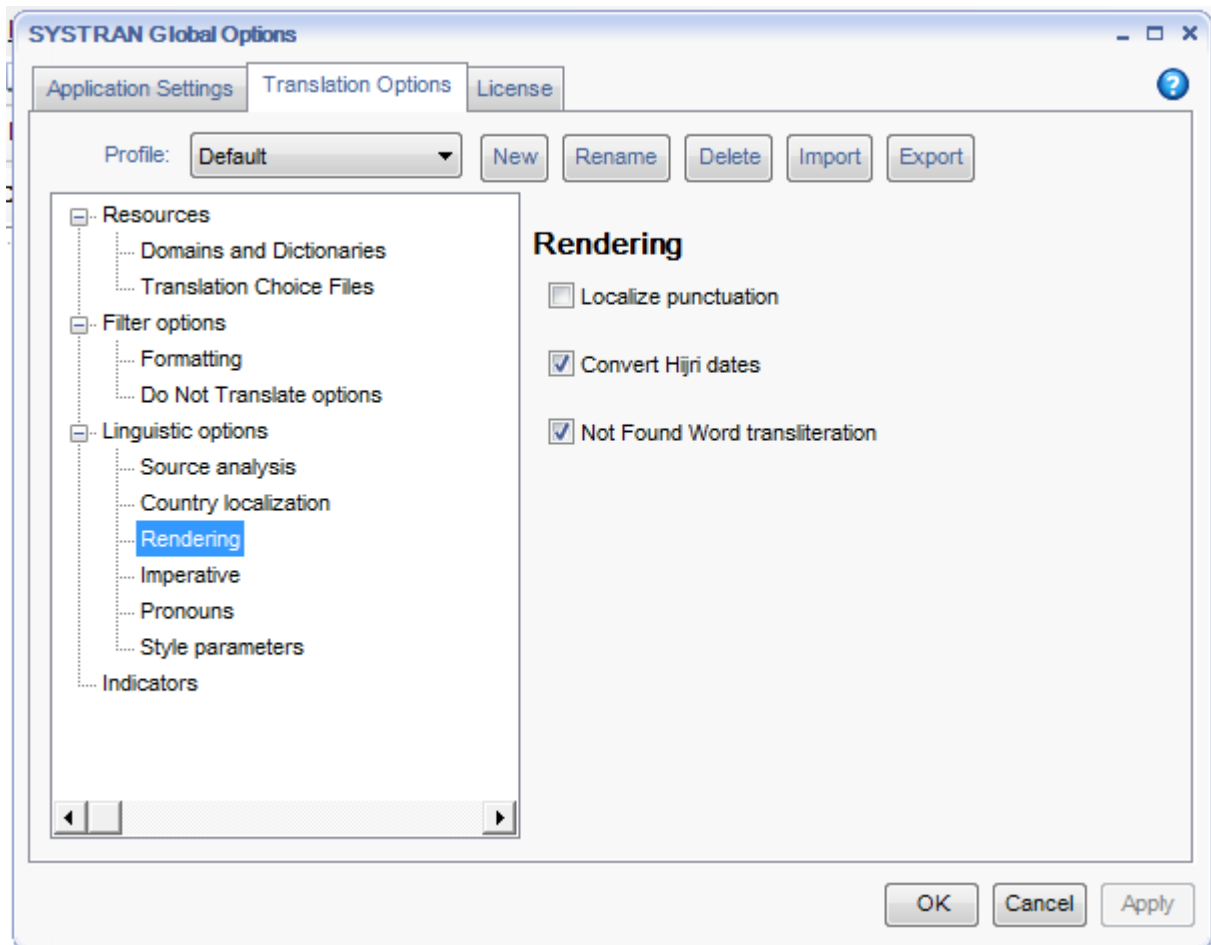 SYSTRAN Global Options
Application Settings
Translation Options
License
Profile:
Default
New
Rename
Delete
Import
Export
Resources
Domains and Dictionaries
Translation Choice Files
Filter options
Formatting
Do Not Translate options
Linguistic options
Source analysis
Country localization
Rendering
Imperative
Pronouns
Style parameters
Indicators
Rendering
Localize punctuation
Convert Hijri dates
Not Found Word transliteration
OK
Cancel
Apply